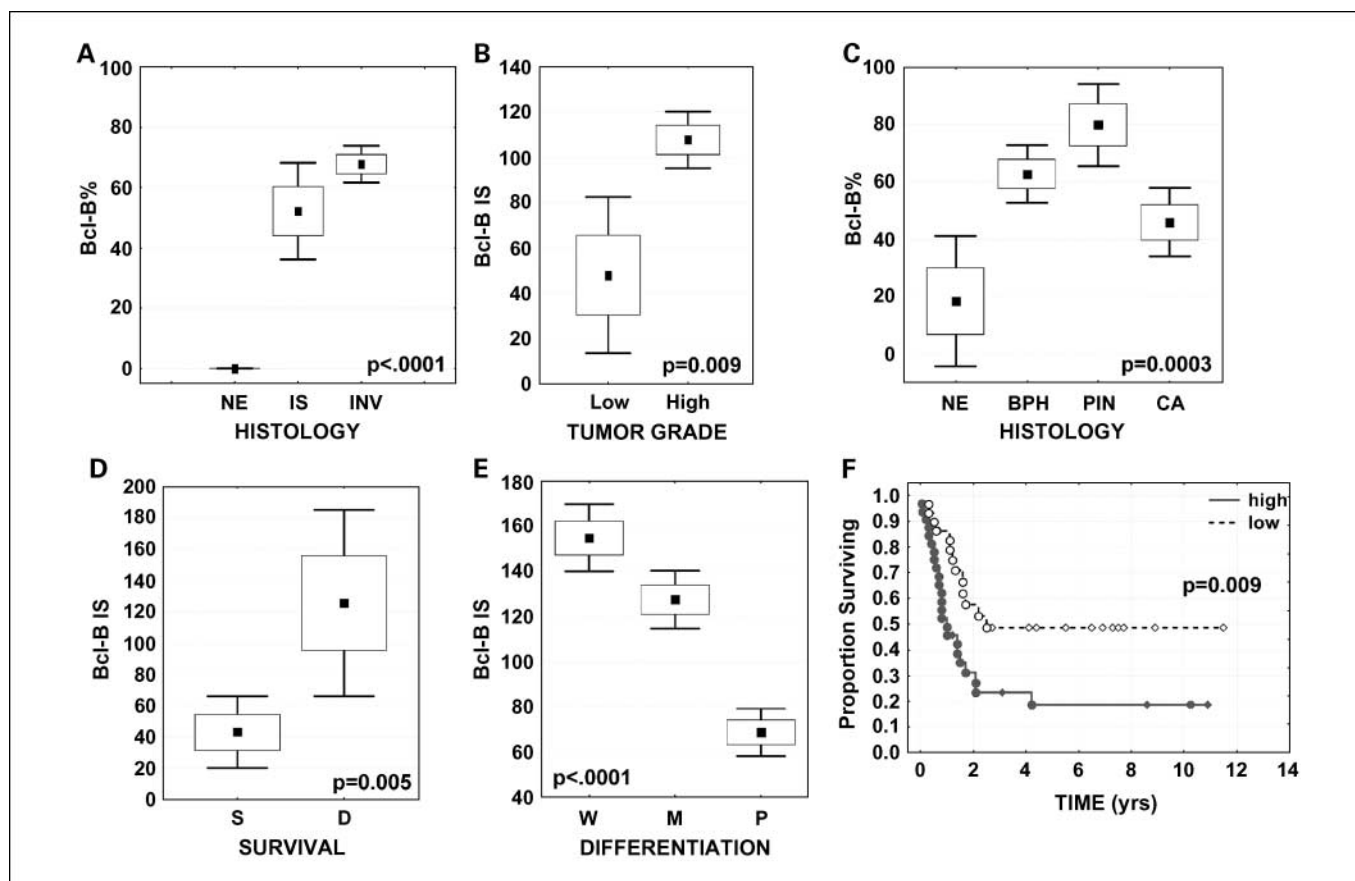 A
Bcl-B%
100
80
60
40
20
0
p<.0001
NE IS INV
HISTOLOGY
B
Bcl-B IS
140
120
100
80
60
40
20
0
p=0.009
Low High
TUMOR GRADE
C
Bcl-B%
100
80
60
40
20
0
p=0.0003
NE BPH PIN CA
HISTOLOGY
D
Bcl-B IS
200
180
160
140
120
100
80
60
40
20
0
p=0.005
S D
SURVIVAL
E
Bcl-B IS
180
160
140
120
100
80
60
40
p<.0001
W M P
DIFFERENTIATION
F
Proportion Surviving
1.0
0.9
0.8
0.7
0.6
0.5
0.4
0.3
0.2
0.1
0.0
high
low
p=0.009
0 2 4 6 8 10 12 14
TIME (yrs)